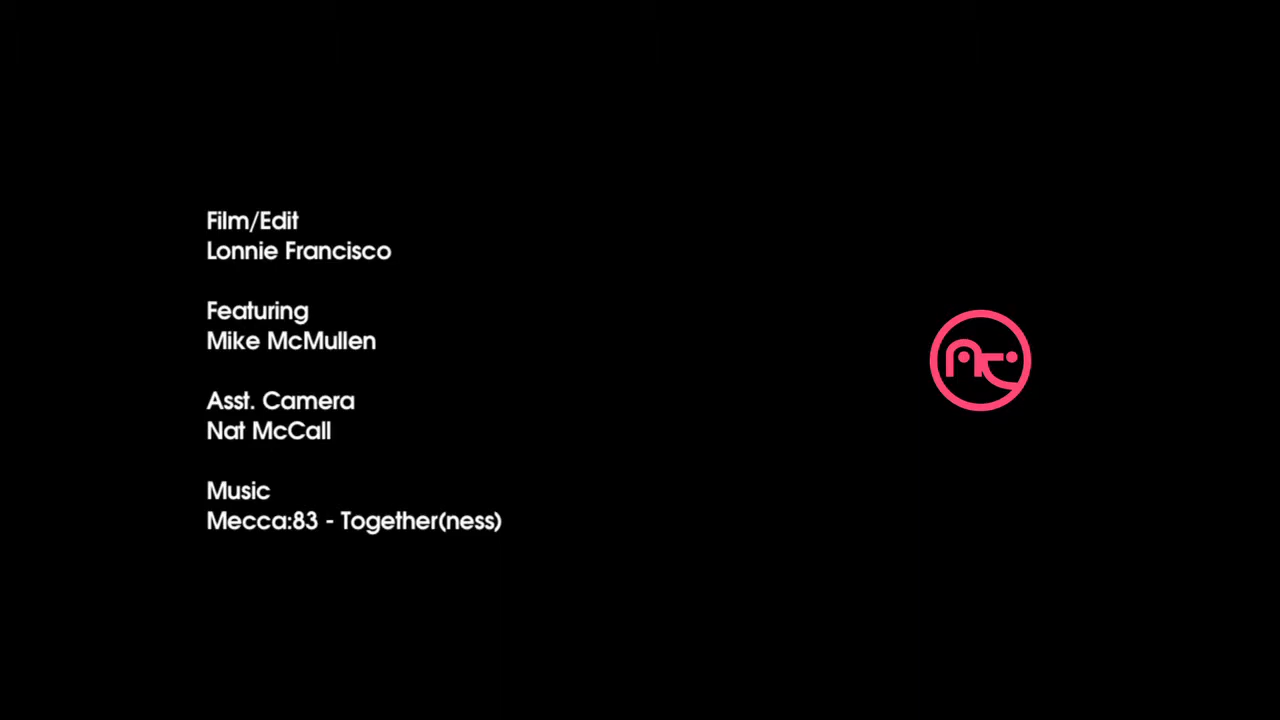 Film/Edit
Lonnie Francisco
Featuring
Mike McMullen
Asst. Camera
Nat McCall
Music
Mecca:83 - Together(ness)